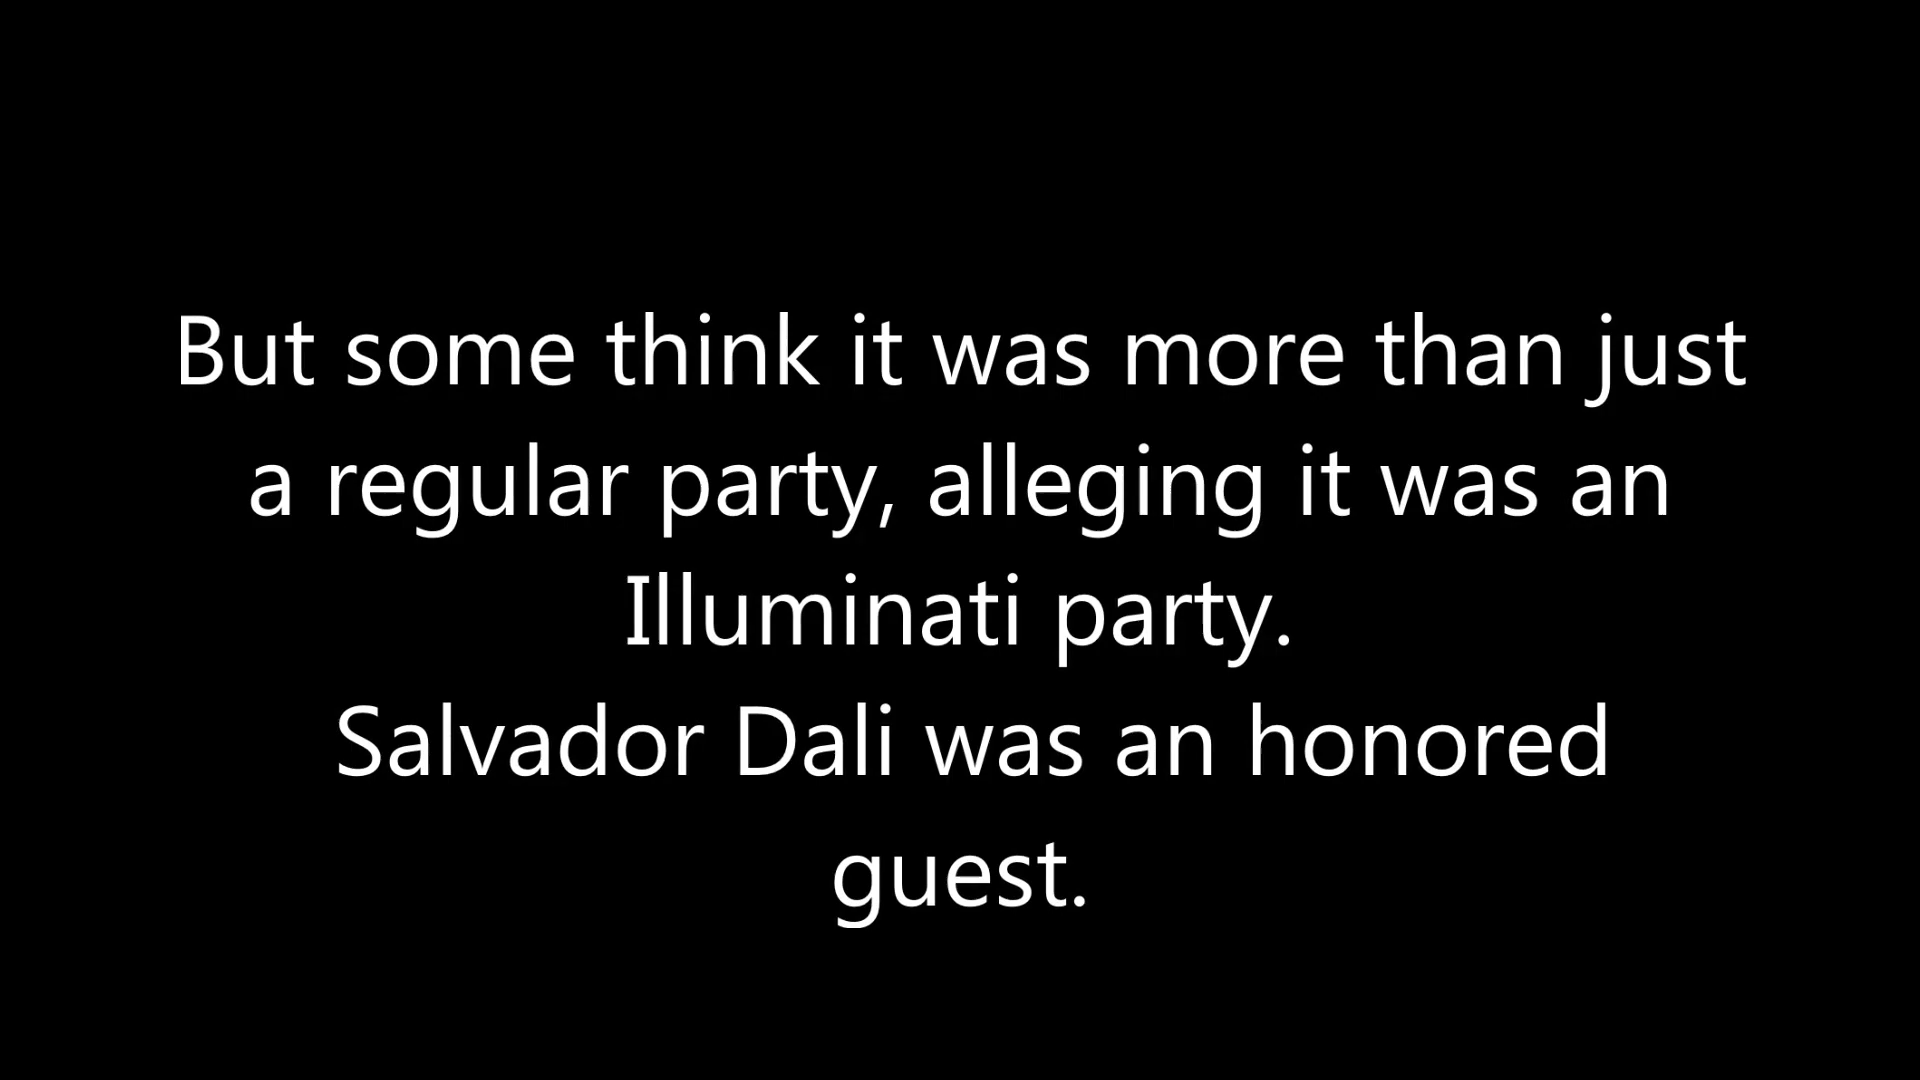 But some think it was more than just
a regular party, alleging it was an
Illuminati party.
Salvador Dali was an honored
guest.